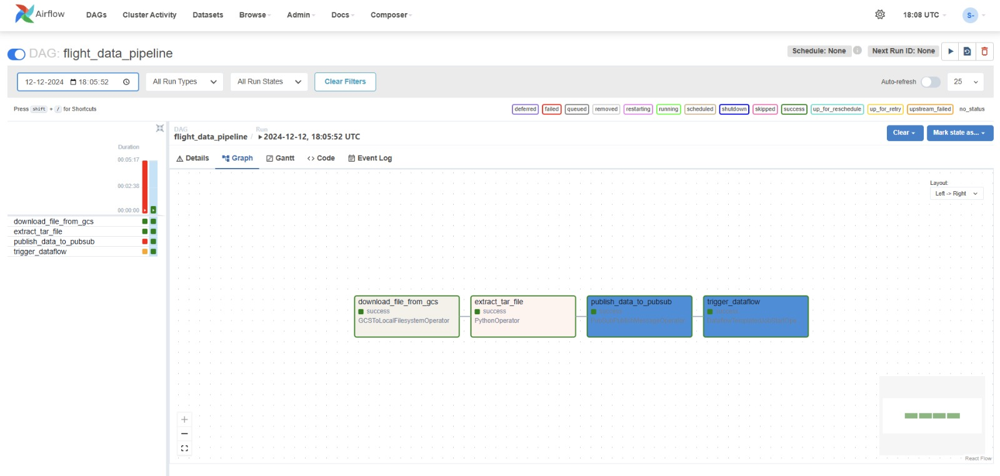 Airflow
DAGs
Cluster Activity
Datasets
Browse
Admin
Docs
Composer
18:08 UTC
S-
DAG: flight_data_pipeline
Schedule: None
Next Run ID: None
12-12-2024 18:05:52
All Run Types
All Run States
Clear Filters
Auto-refresh
25
Press shift + / for Shortcuts
deferred
failed
queued
removed
restarting
running
scheduled
shutdown
skipped
success
up_for_reschedule
up_for_retry
upstream_failed
no_status
DAG
flight_data_pipeline /
Run
2024-12-12, 18:05:52 UTC
Clear
Mark state as...
Duration
00:05:17
00:02:38
00:00:00
download_file_from_gcs
extract_tar_file
publish_data_to_pubsub
trigger_dataflow
Details
Graph
Gantt
Code
Event Log
Layout:
Left -> Right
download_file_from_gcs
success
GCSToLocalFilesystemOperator
extract_tar_file
success
PythonOperator
publish_data_to_pubsub
success
PubSubPublishMessageOperator
trigger_dataflow
success
React Flow